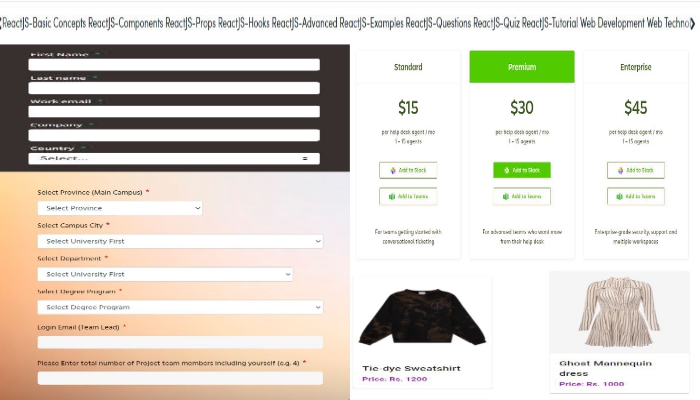 ReactJS-Basic Concepts ReactJS-Components ReactJS-Props ReactJS-Hooks ReactJS-Advanced ReactJS-Examples ReactJS-Questions ReactJS-Quiz ReactJS-Tutorial Web Development Web Techno
First Name *
Last name *
Work email *
Company *
Country *
Select...
Select Province (Main Campus) *
Select Province
Select Campus City *
Select University First
Select Department *
Select University First
Select Degree Program *
Select Degree Program
Login Email (Team Lead) *
Please Enter total number of Project team members including yourself (e.g. 4) *
Standard
$15
per help desk agent / mo
1 - 15 agents
Add to Slack
Add to Teams
For teams getting started with
conversational ticketing
Premium
$30
per help desk agent / mo
1 - 15 agents
Add to Slack
Add to Teams
For advanced teams who want more
from their help desk
Enterprise
$45
per help desk agent / mo
1 - 15 agents
Add to Slack
Add to Teams
Enterprise-grade security, support and
multiple workspaces
Tie-dye Sweatshirt
Price: Rs. 1200
Ghost Mannequin
dress
Price: Rs. 1000